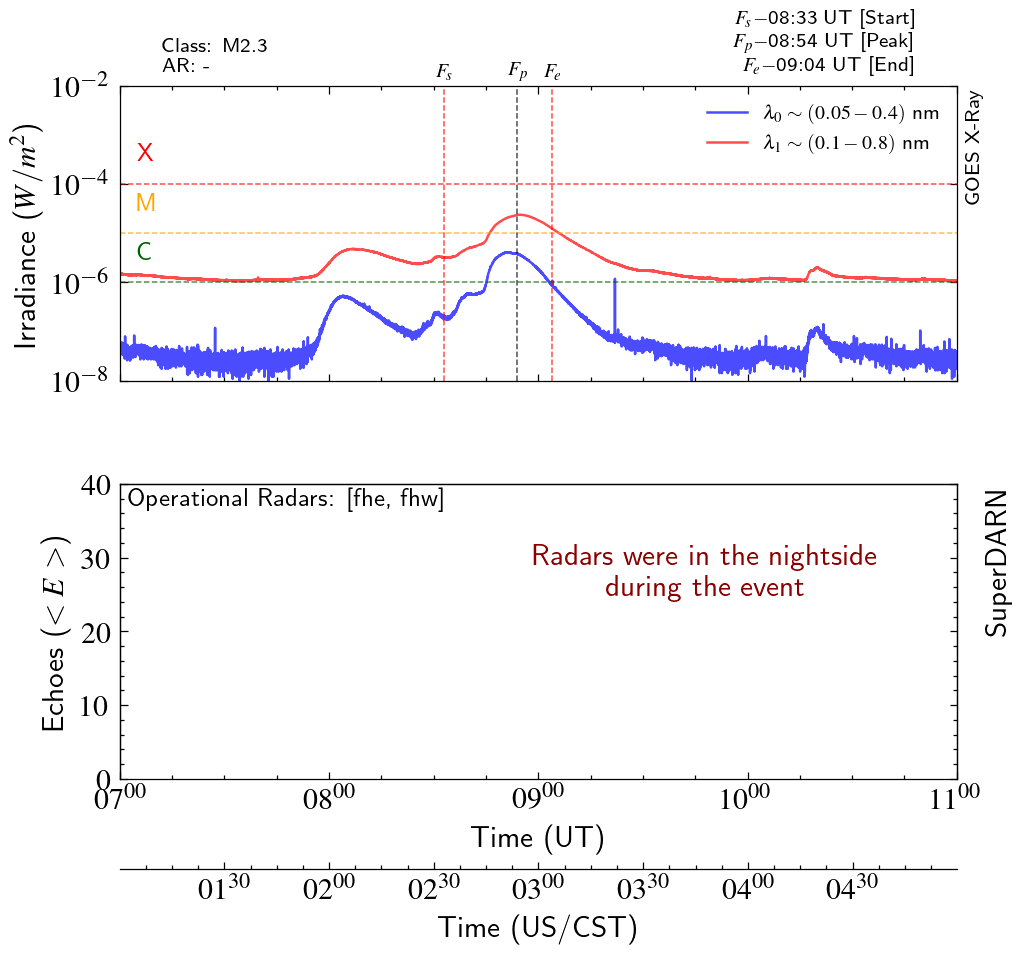 Class: M2.3
AR: -
Fₛ−08:33 UT [Start]
Fₚ−08:54 UT [Peak]
Fₑ−09:04 UT [End]
Fₛ Fₚ Fₑ
10⁻²
10⁻⁴
10⁻⁶
10⁻⁸
Irradiance (W/m²)
X
M
C
λ₀ ∼ (0.05 − 0.4) nm
λ₁ ∼ (0.1 − 0.8) nm
GOES X-Ray
Operational Radars: [fhe, fhw]
Radars were in the nightside
during the event
40
30
20
10
0
Echoes (< E >)
SuperDARN
07⁰⁰ 08⁰⁰ 09⁰⁰ 10⁰⁰ 11⁰⁰
Time (UT)
01³⁰ 02⁰⁰ 02³⁰ 03⁰⁰ 03³⁰ 04⁰⁰ 04³⁰
Time (US/CST)